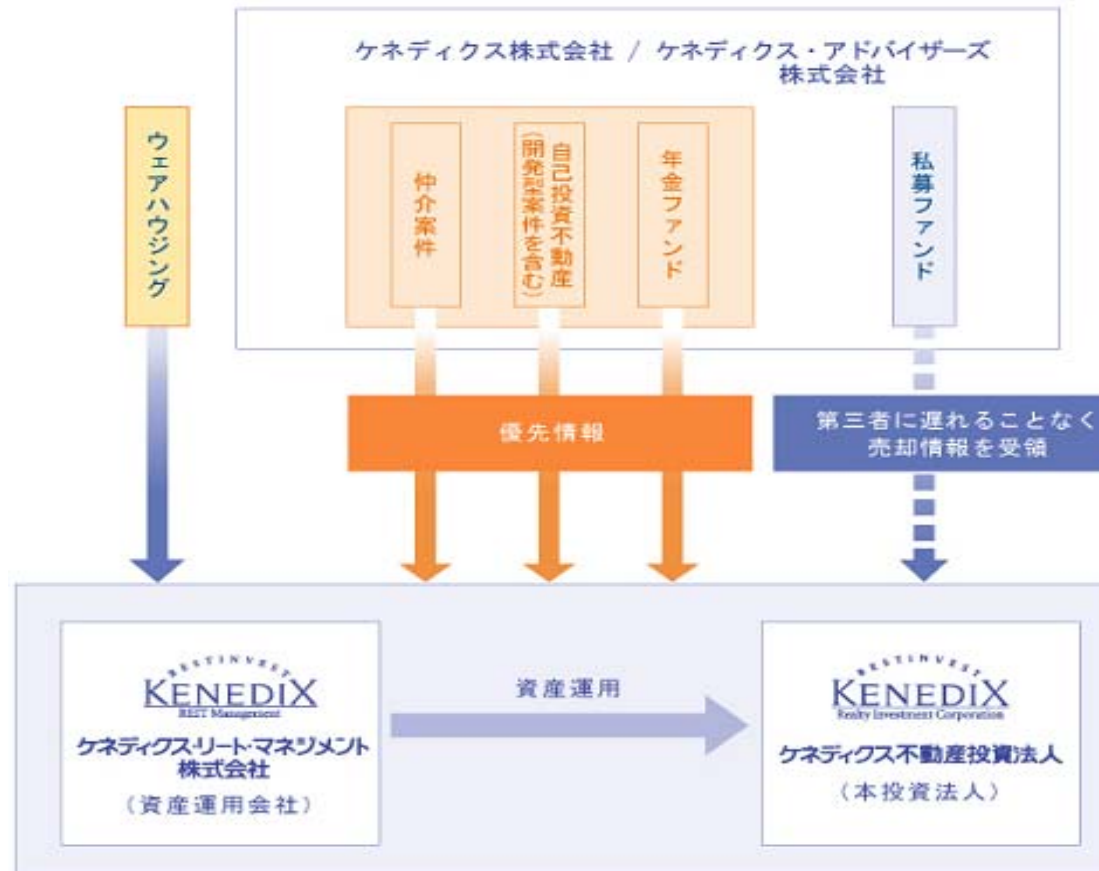 ケネディクス株式会社 / ケネディクス・アドバイザーズ
株式会社
ウェアハウジング
仲介案件
自己投資不動産
(開発型案件を含む)
年金ファンド
私募ファンド
優先情報
第三者に遅れることなく
売却情報を受領
BESTINVEST
KENEDIX
REIT Management
ケネディクス・リート・マネジメント
株式会社
(資産運用会社)
資産運用
BESTINVEST
KENEDIX
Realty Investment Corporation
ケネディクス不動産投資法人
(本投資法人)